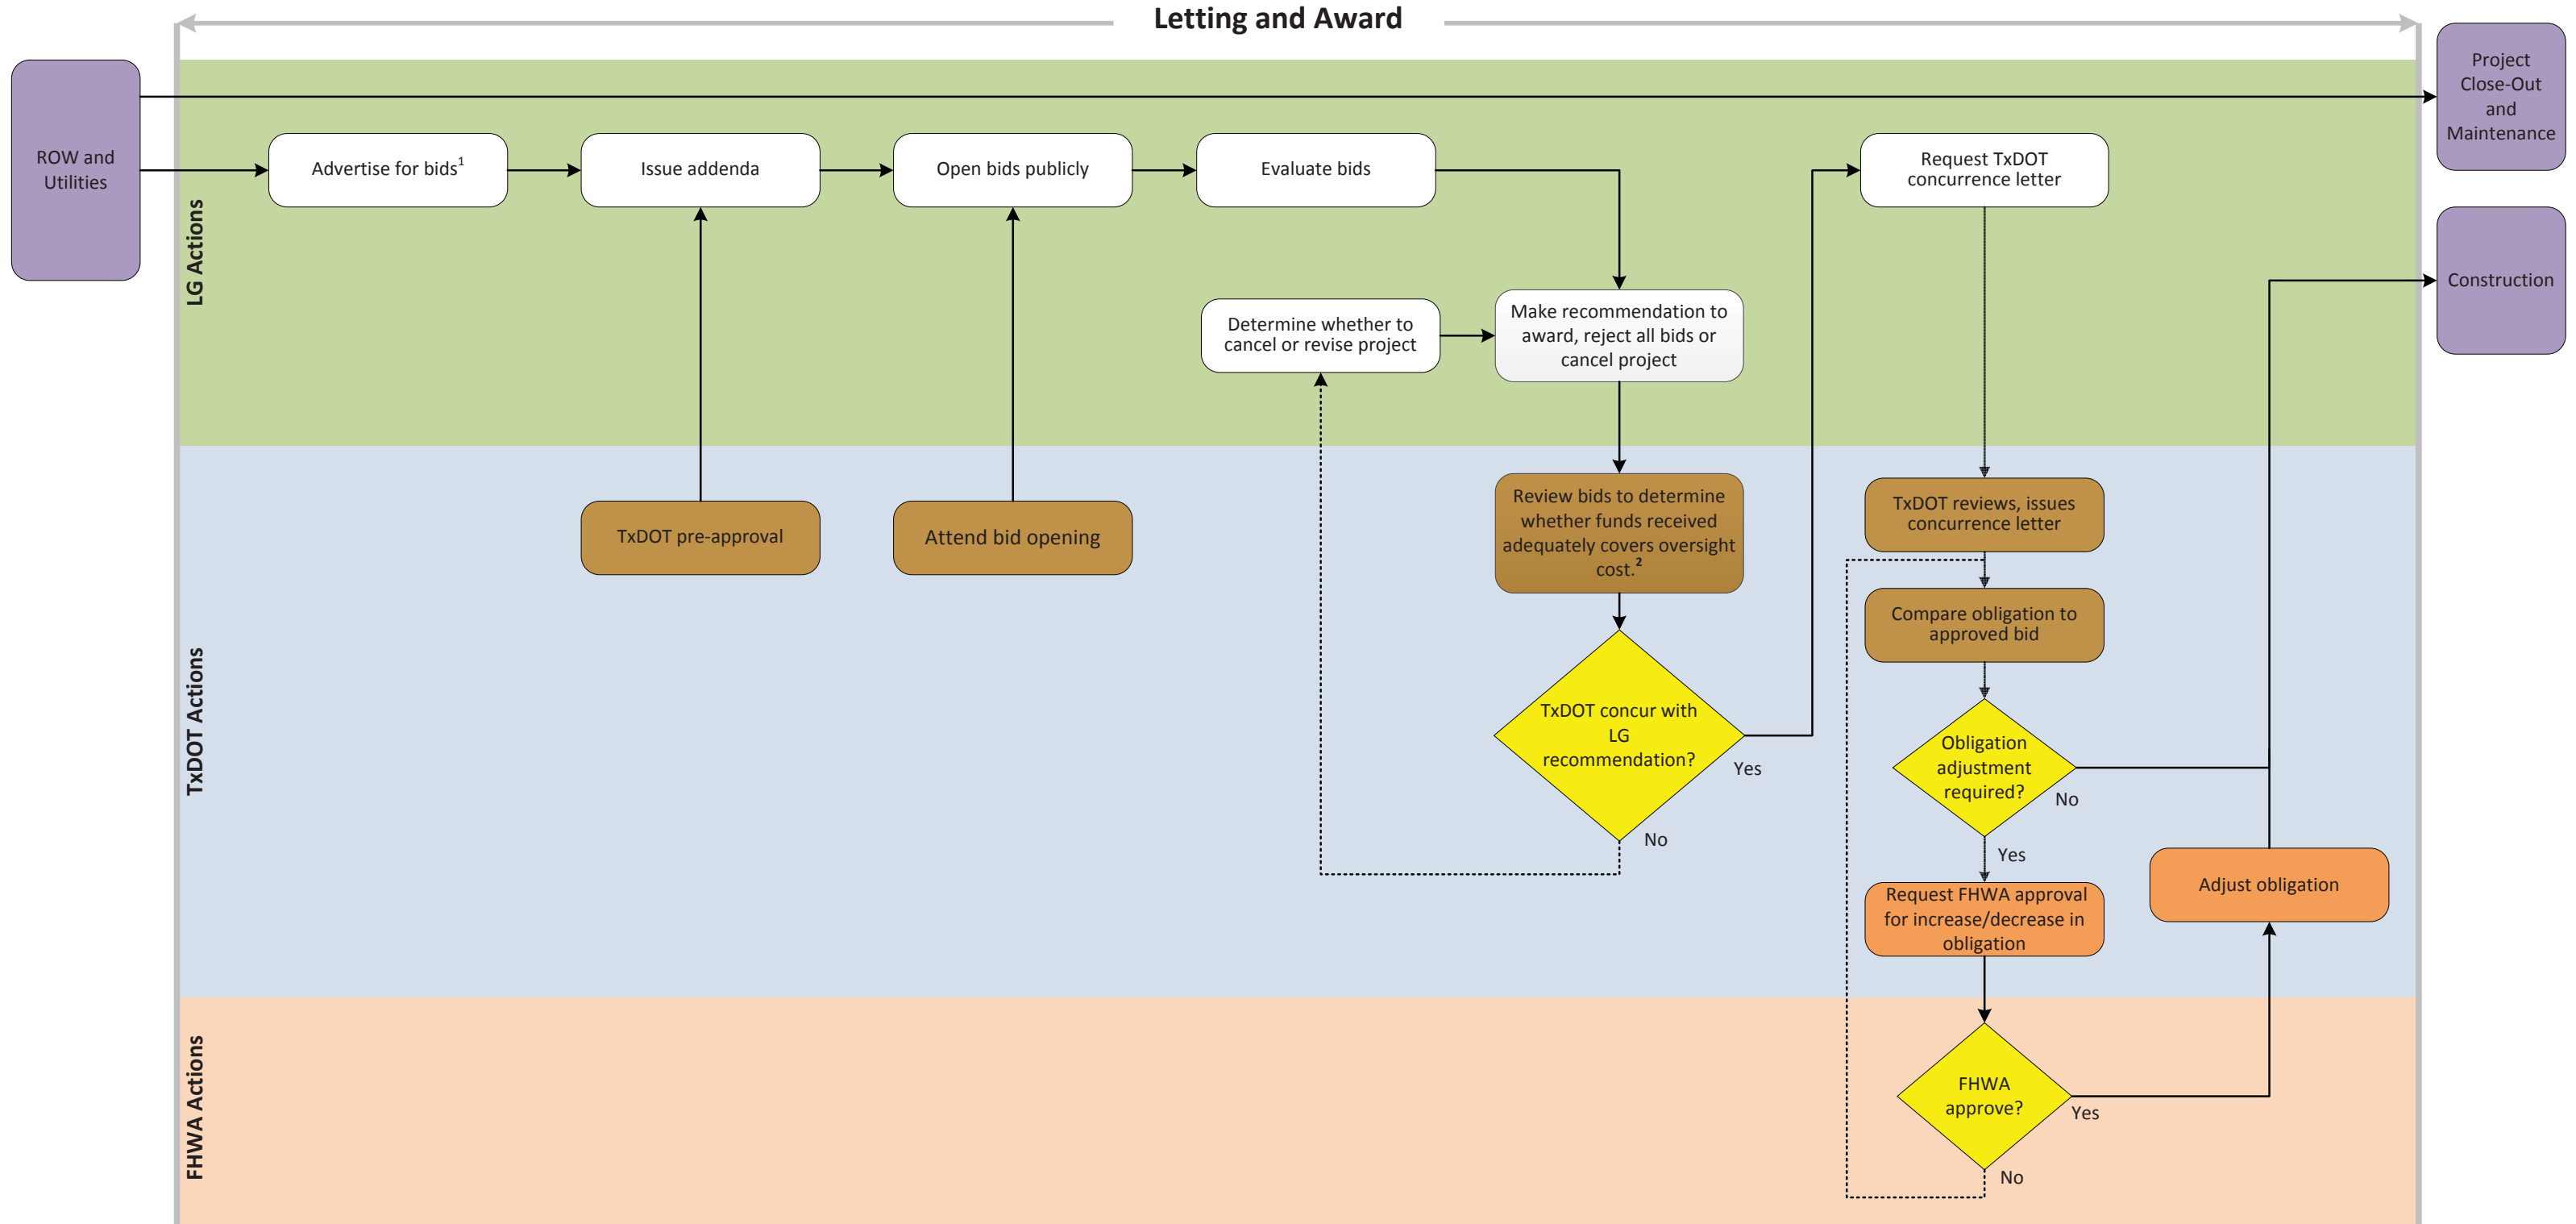 Letting and Award
ROW and
Utilities
Project
Close-Out
and
Maintenance
Construction
LG Actions
Advertise for bids¹
Issue addenda
Open bids publicly
Evaluate bids
Request TxDOT
concurrence letter
Determine whether to
cancel or revise project
Make recommendation to
award, reject all bids or
cancel project
TxDOT Actions
TxDOT pre-approval
Attend bid opening
Review bids to determine
whether funds received
adequately covers oversight
cost.²
TxDOT concur with
LG
recommendation?
Yes
No
TxDOT reviews, issues
concurrence letter
Compare obligation to
approved bid
Obligation
adjustment
required?
No
Yes
Request FHWA approval
for increase/decrease in
obligation
Adjust obligation
FHWA Actions
FHWA
approve?
Yes
No